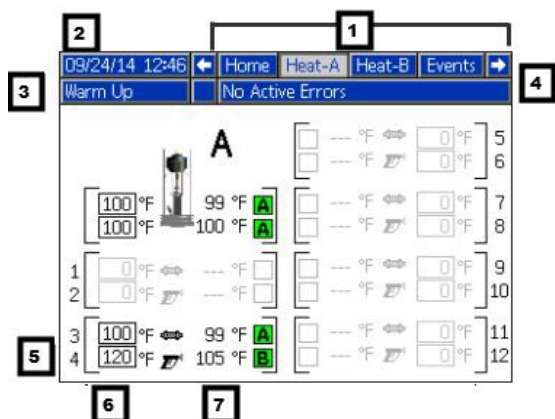 1
2
09/24/14 12:46 Home Heat-A Heat-B Events
3 Warm Up No Active Errors 4
A
--- °F 0 °F 5
--- °F 0 °F 6
100 °F 99 °F A --- °F 0 °F 7
100 °F 100 °F A --- °F 0 °F 8
1 0 °F --- °F --- °F 0 °F 9
2 0 °F --- °F --- °F 0 °F 10
3 100 °F 99 °F A --- °F 0 °F 11
5 4 120 °F 105 °F B --- °F 0 °F 12
6 7